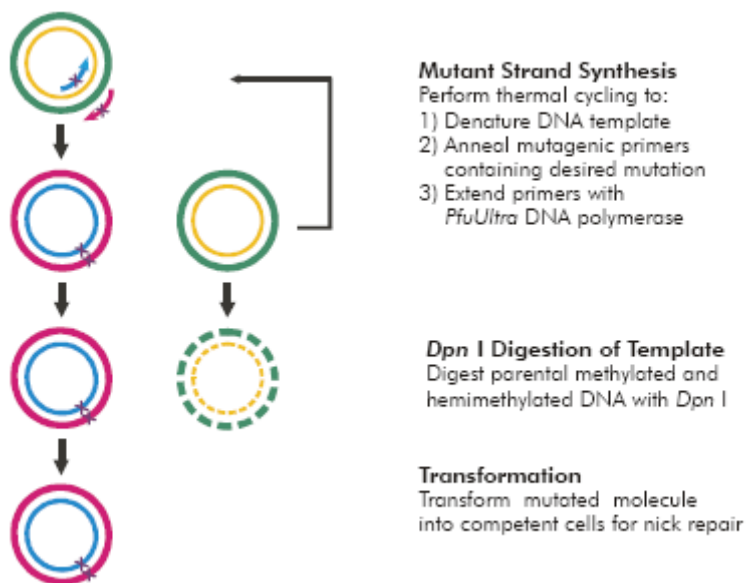 Mutant Strand Synthesis
Perform thermal cycling to:
1) Denature DNA template
2) Anneal mutagenic primers
containing desired mutation
3) Extend primers with
PfuUltra DNA polymerase
Dpn I Digestion of Template
Digest parental methylated and
hemimethylated DNA with Dpn I
Transformation
Transform mutated molecule
into competent cells for nick repair